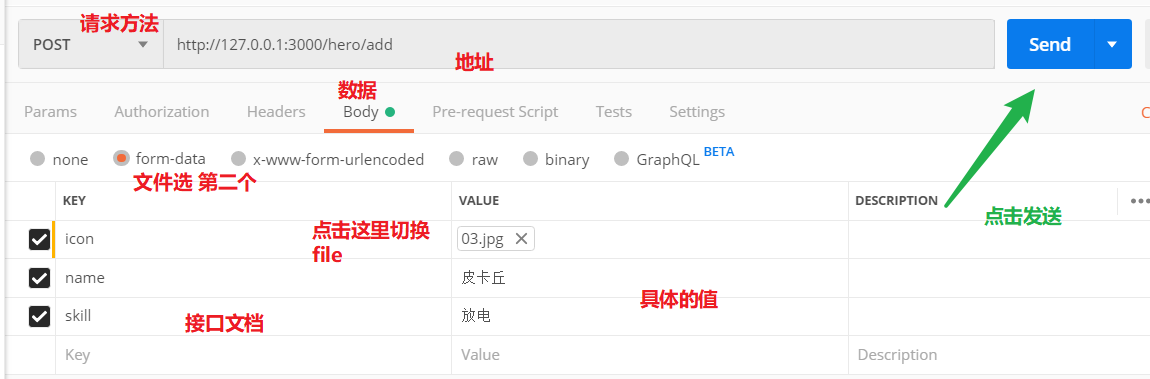 请求方法
POST http://127.0.0.1:3000/hero/add Send
地址
数据
Params Authorization Headers Body Pre-request Script Tests Settings C
none form-data x-www-form-urlencoded raw binary GraphQL BETA
文件选 第二个
KEY VALUE DESCRIPTION
点击这里切换
file
点击发送
icon 03.jpg
name 皮卡丘
具体的值
skill 放电
接口文档
Key Value Description